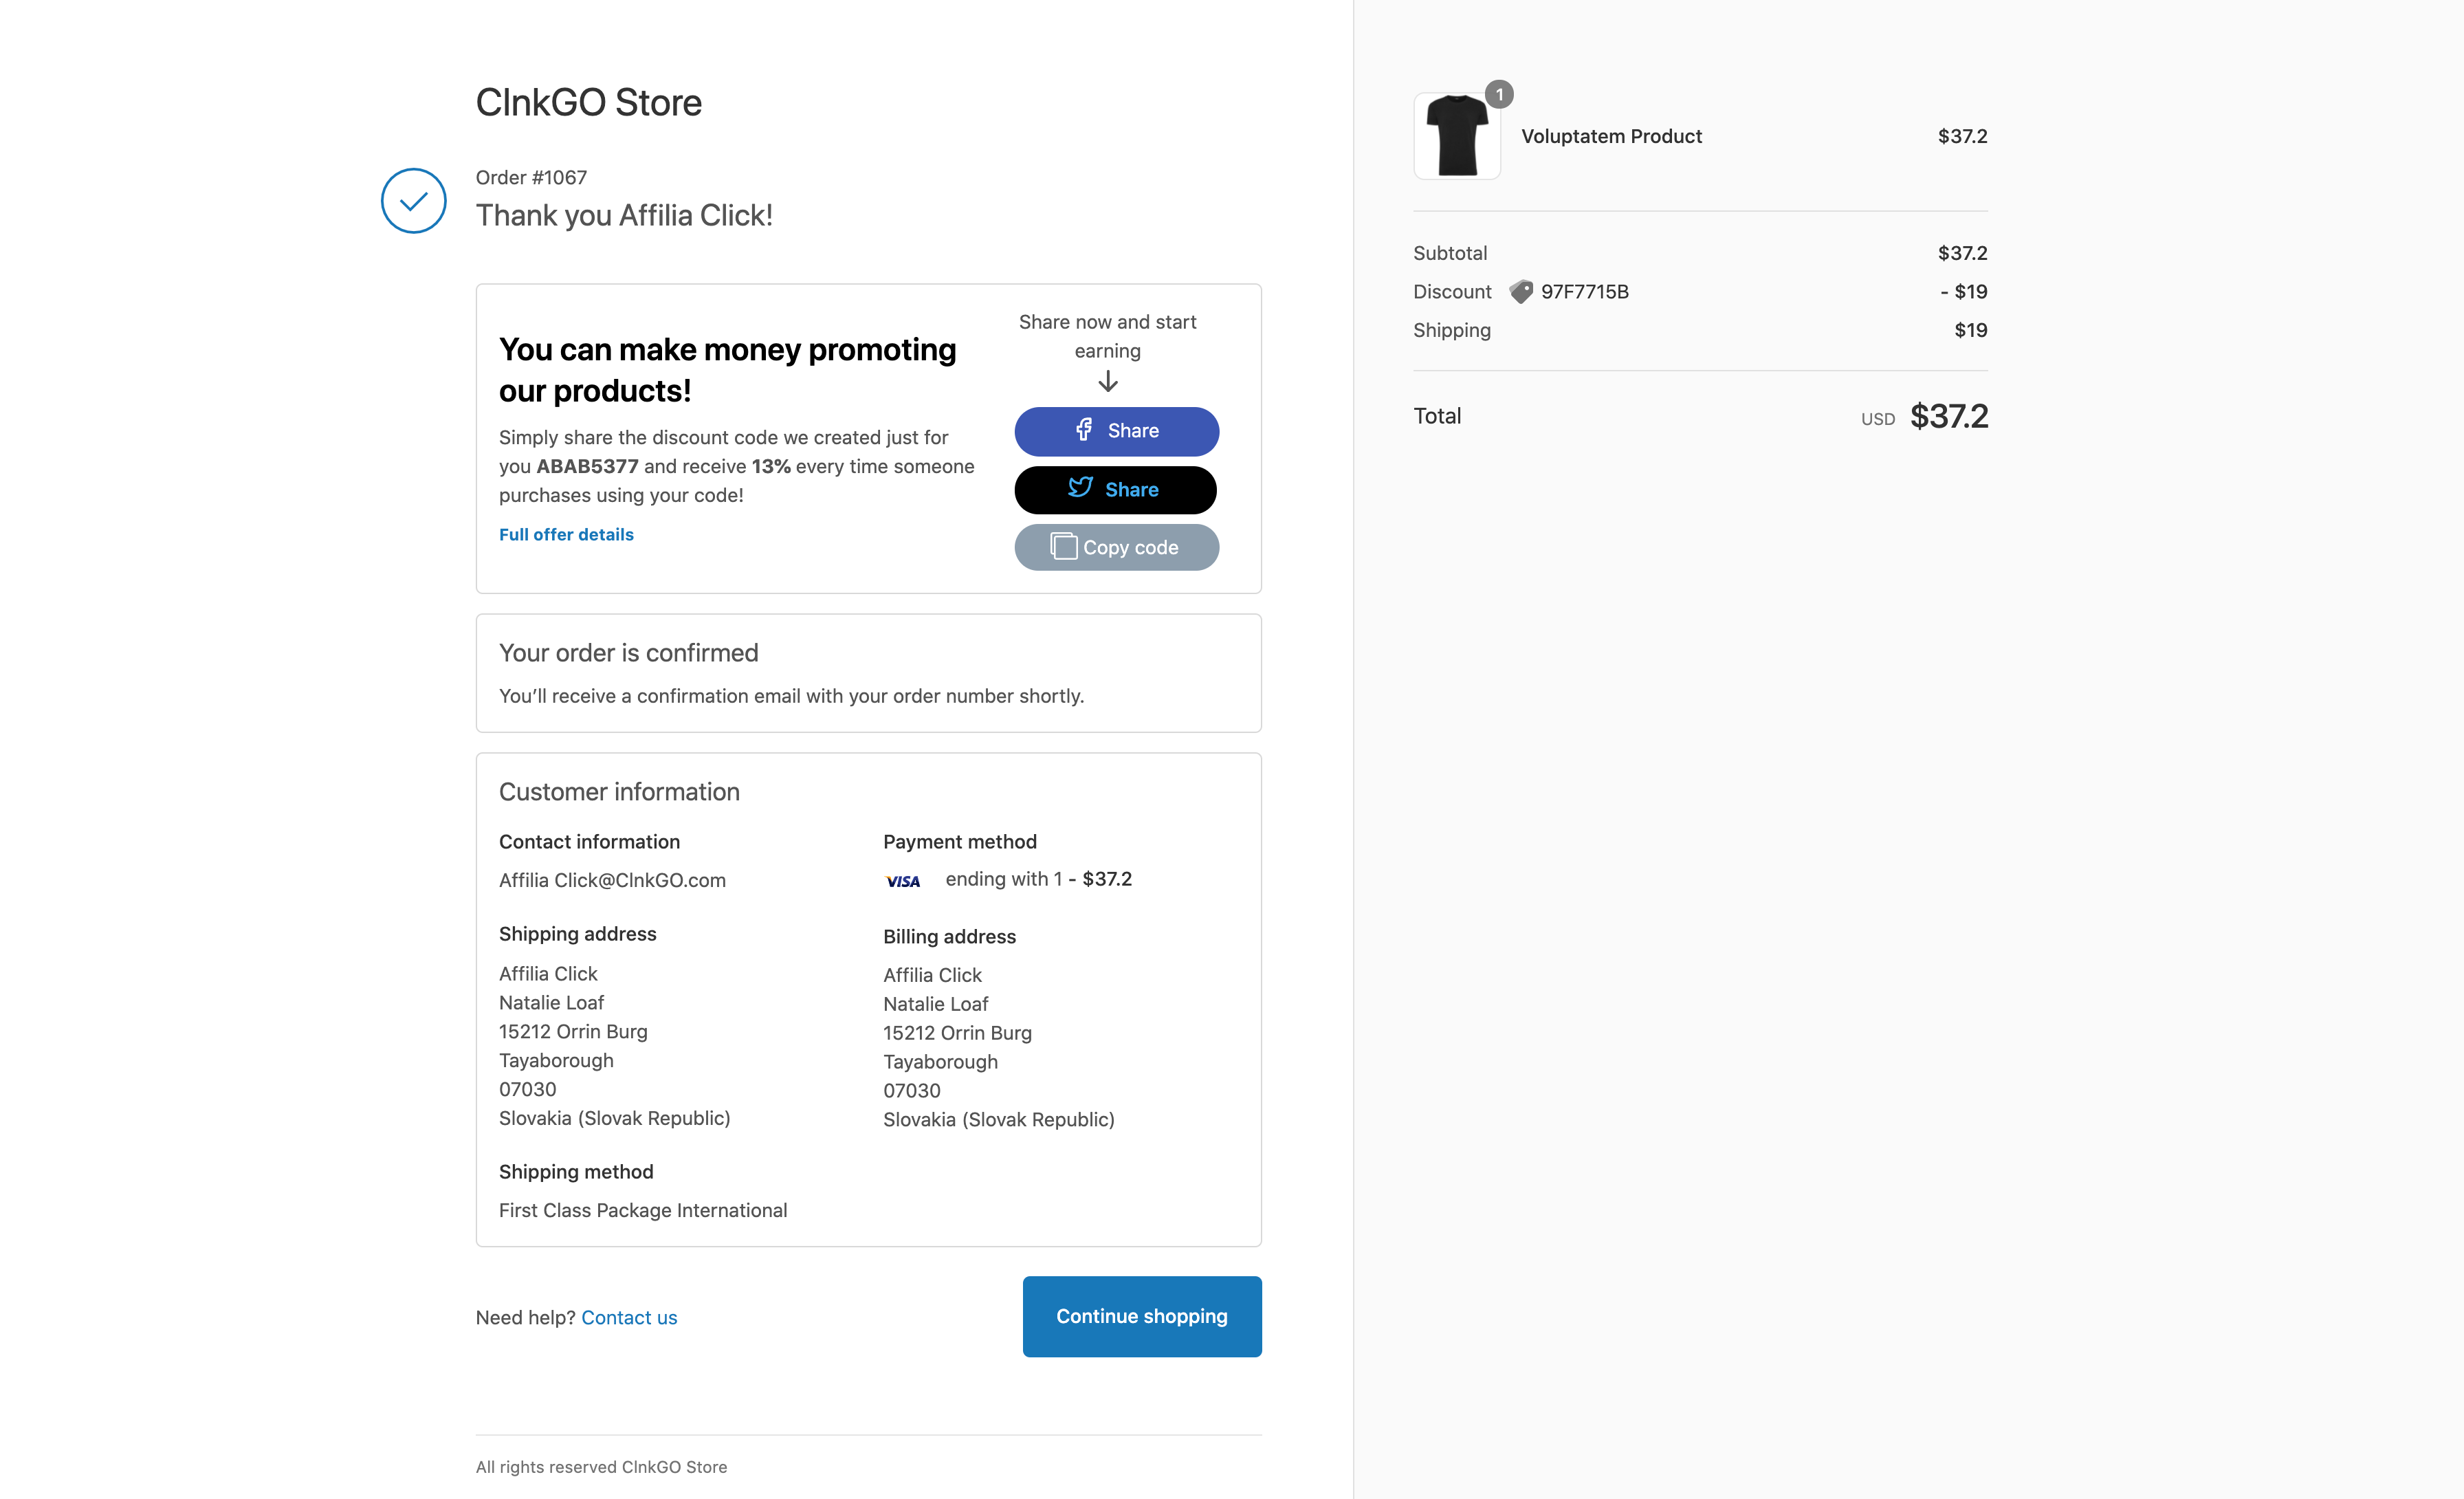 ClnkGO Store
Order #1067
Thank you Affilia Click!
You can make money promoting
our products!
Simply share the discount code we created just for
you ABAB5377 and receive 13% every time someone
purchases using your code!
Full offer details
Share now and start
earning
Share
Share
Copy code
Your order is confirmed
You’ll receive a confirmation email with your order number shortly.
Customer information
Contact information
Affilia Click@ClnkGO.com
Payment method
VISA ending with 1 - $37.2
Shipping address
Affilia Click
Natalie Loaf
15212 Orrin Burg
Tayaborough
07030
Slovakia (Slovak Republic)
Billing address
Affilia Click
Natalie Loaf
15212 Orrin Burg
Tayaborough
07030
Slovakia (Slovak Republic)
Shipping method
First Class Package International
Need help? Contact us
Continue shopping
All rights reserved ClnkGO Store
1
Voluptatem Product $37.2
Subtotal $37.2
Discount 97F7715B - $19
Shipping $19
Total USD $37.2